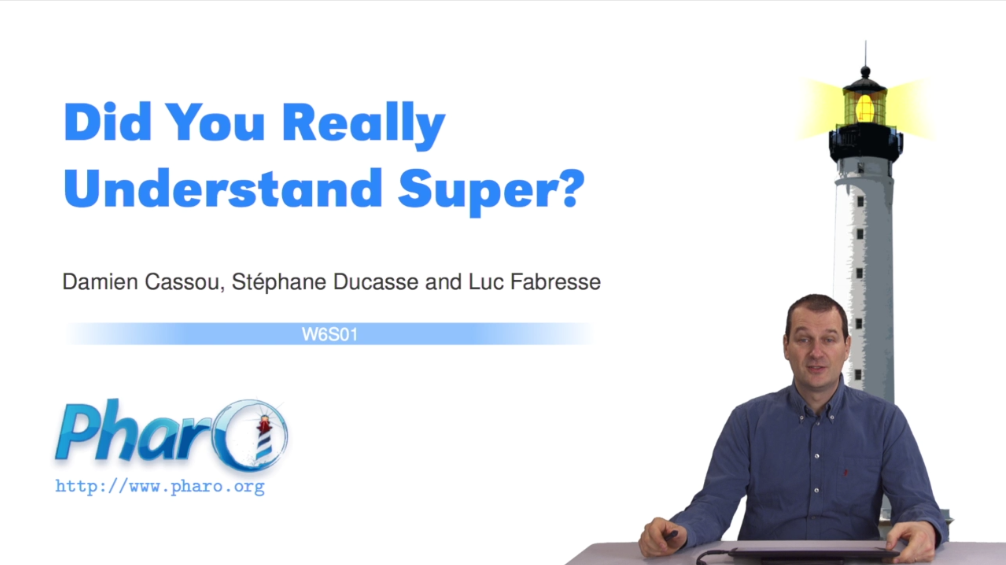 Did You Really
Understand Super?
Damien Cassou, Stéphane Ducasse and Luc Fabresse
W6S01
Pharo
http://www.pharo.org